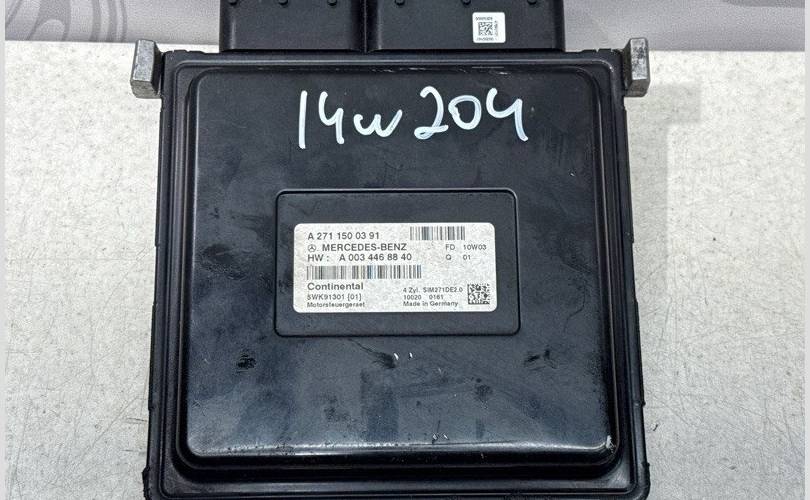 14w204
A 271 150 03 91
MERCEDES-BENZ
FD 10W03
HW : A 003 446 88 40
Q 01
Continental
5WK91301 {01}
Motorsteuergeraet
4 Zyl. SIM271DE2.0
10020 0161
Made in Germany